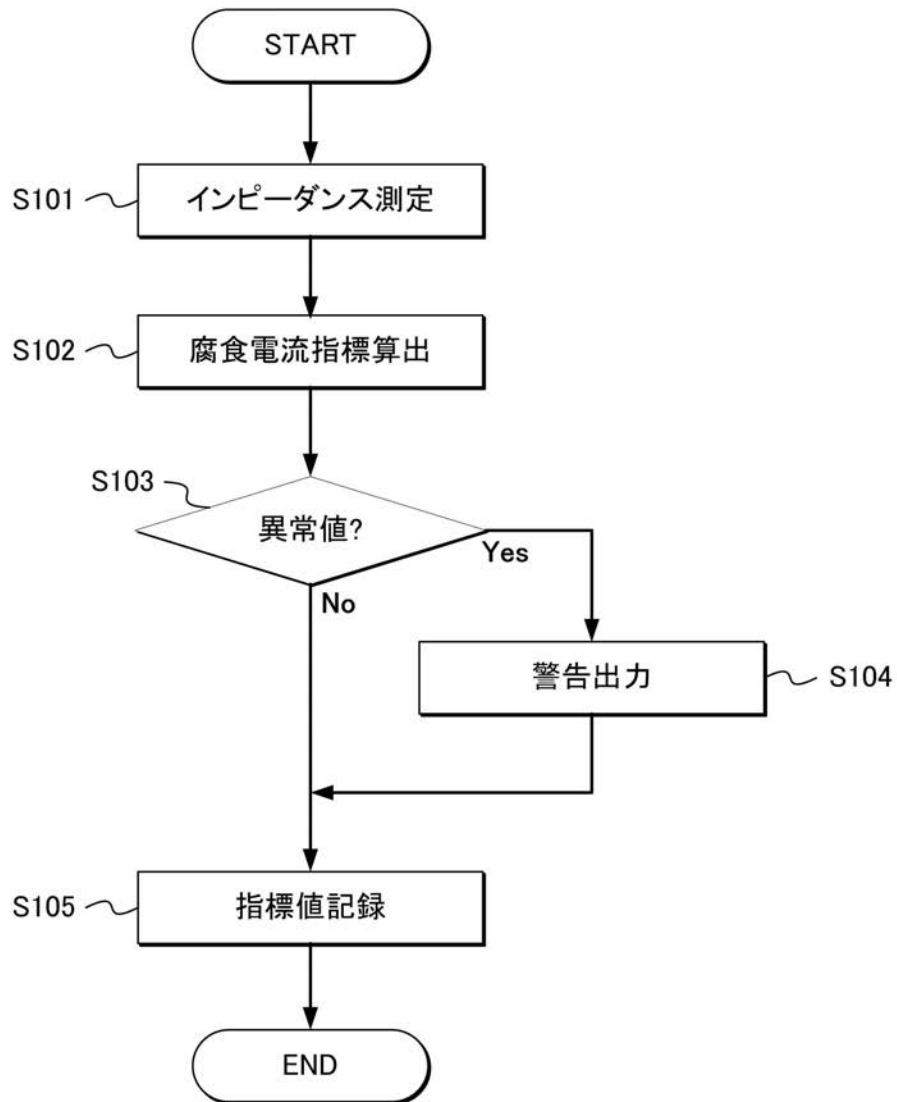 START
S101
インピーダンス測定
S102
腐食電流指標算出
S103
異常値?
Yes
No
警告出力
S104
S105
指標値記録
END